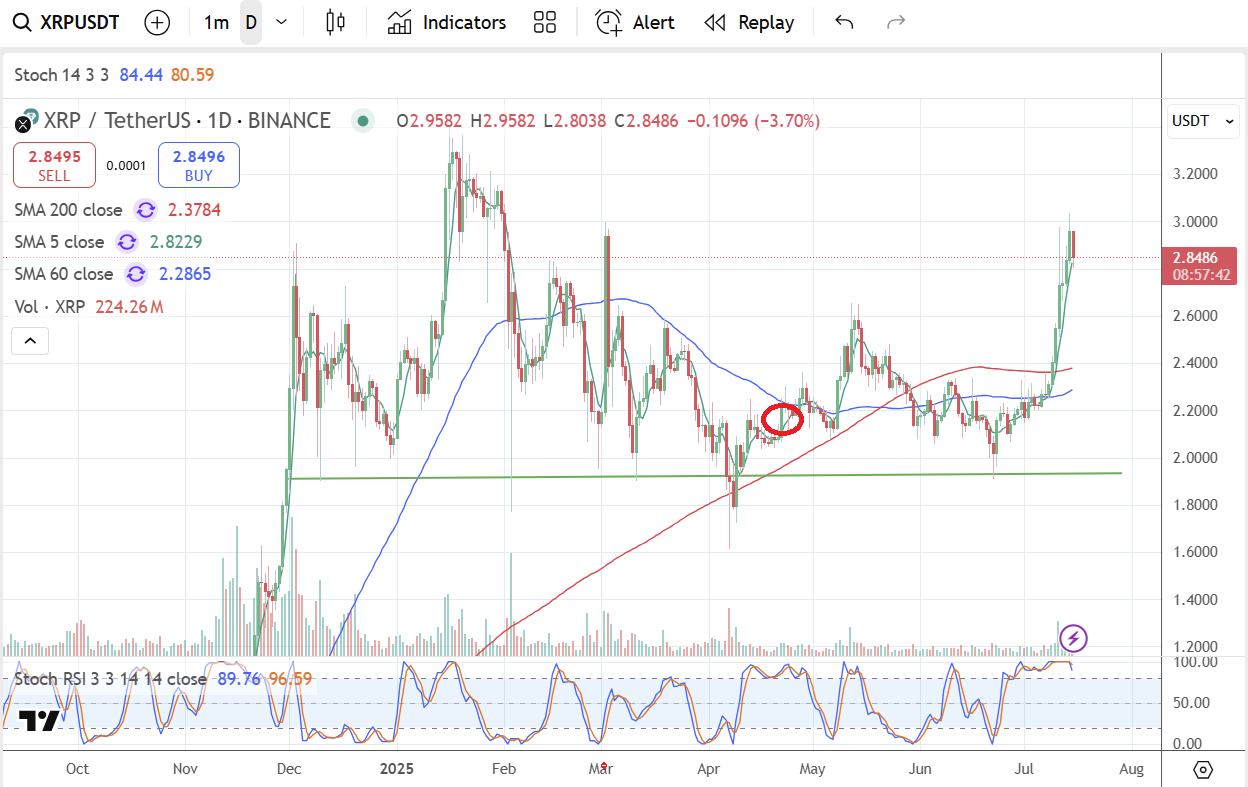 XRPUSDT 1m D Indicators Alert Replay
Stoch 14 3 3 84.44 80.59
XRP / TetherUS · 1D · BINANCE O2.9582 H2.9582 L2.8038 C2.8486 −0.1096 (−3.70%)
USDT
2.8495 SELL 0.0001 2.8496 BUY
SMA 200 close 2.3784
SMA 5 close 2.8229
SMA 60 close 2.2865
Vol · XRP 224.26 M
3.2000
3.0000
2.8486
08:57:42
2.6000
2.4000
2.2000
2.0000
1.8000
1.6000
1.4000
1.2000
100.00
Stoch RSI 3 3 14 14 close 89.76 96.59
50.00
0.00
Oct Nov Dec 2025 Feb Mar Apr May Jun Jul Aug